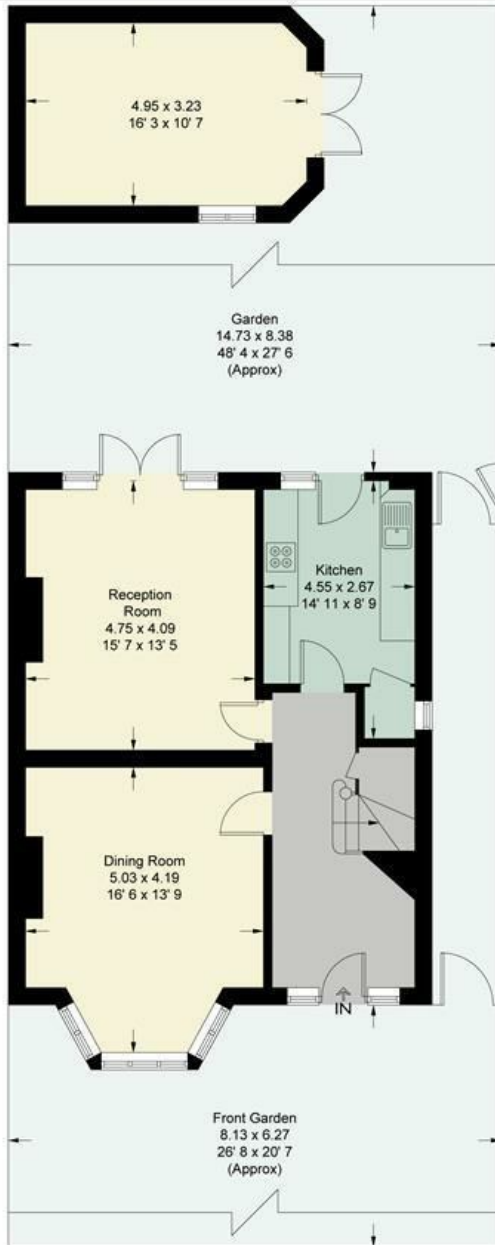 4.95 x 3.23
16' 3 x 10' 7
Garden
14.73 x 8.38
48' 4 x 27' 6
(Approx)
Reception
Room
4.75 x 4.09
15' 7 x 13' 5
Kitchen
4.55 x 2.67
14' 11 x 8' 9
Dining Room
5.03 x 4.19
16' 6 x 13' 9
IN
Front Garden
8.13 x 6.27
26' 8 x 20' 7
(Approx)